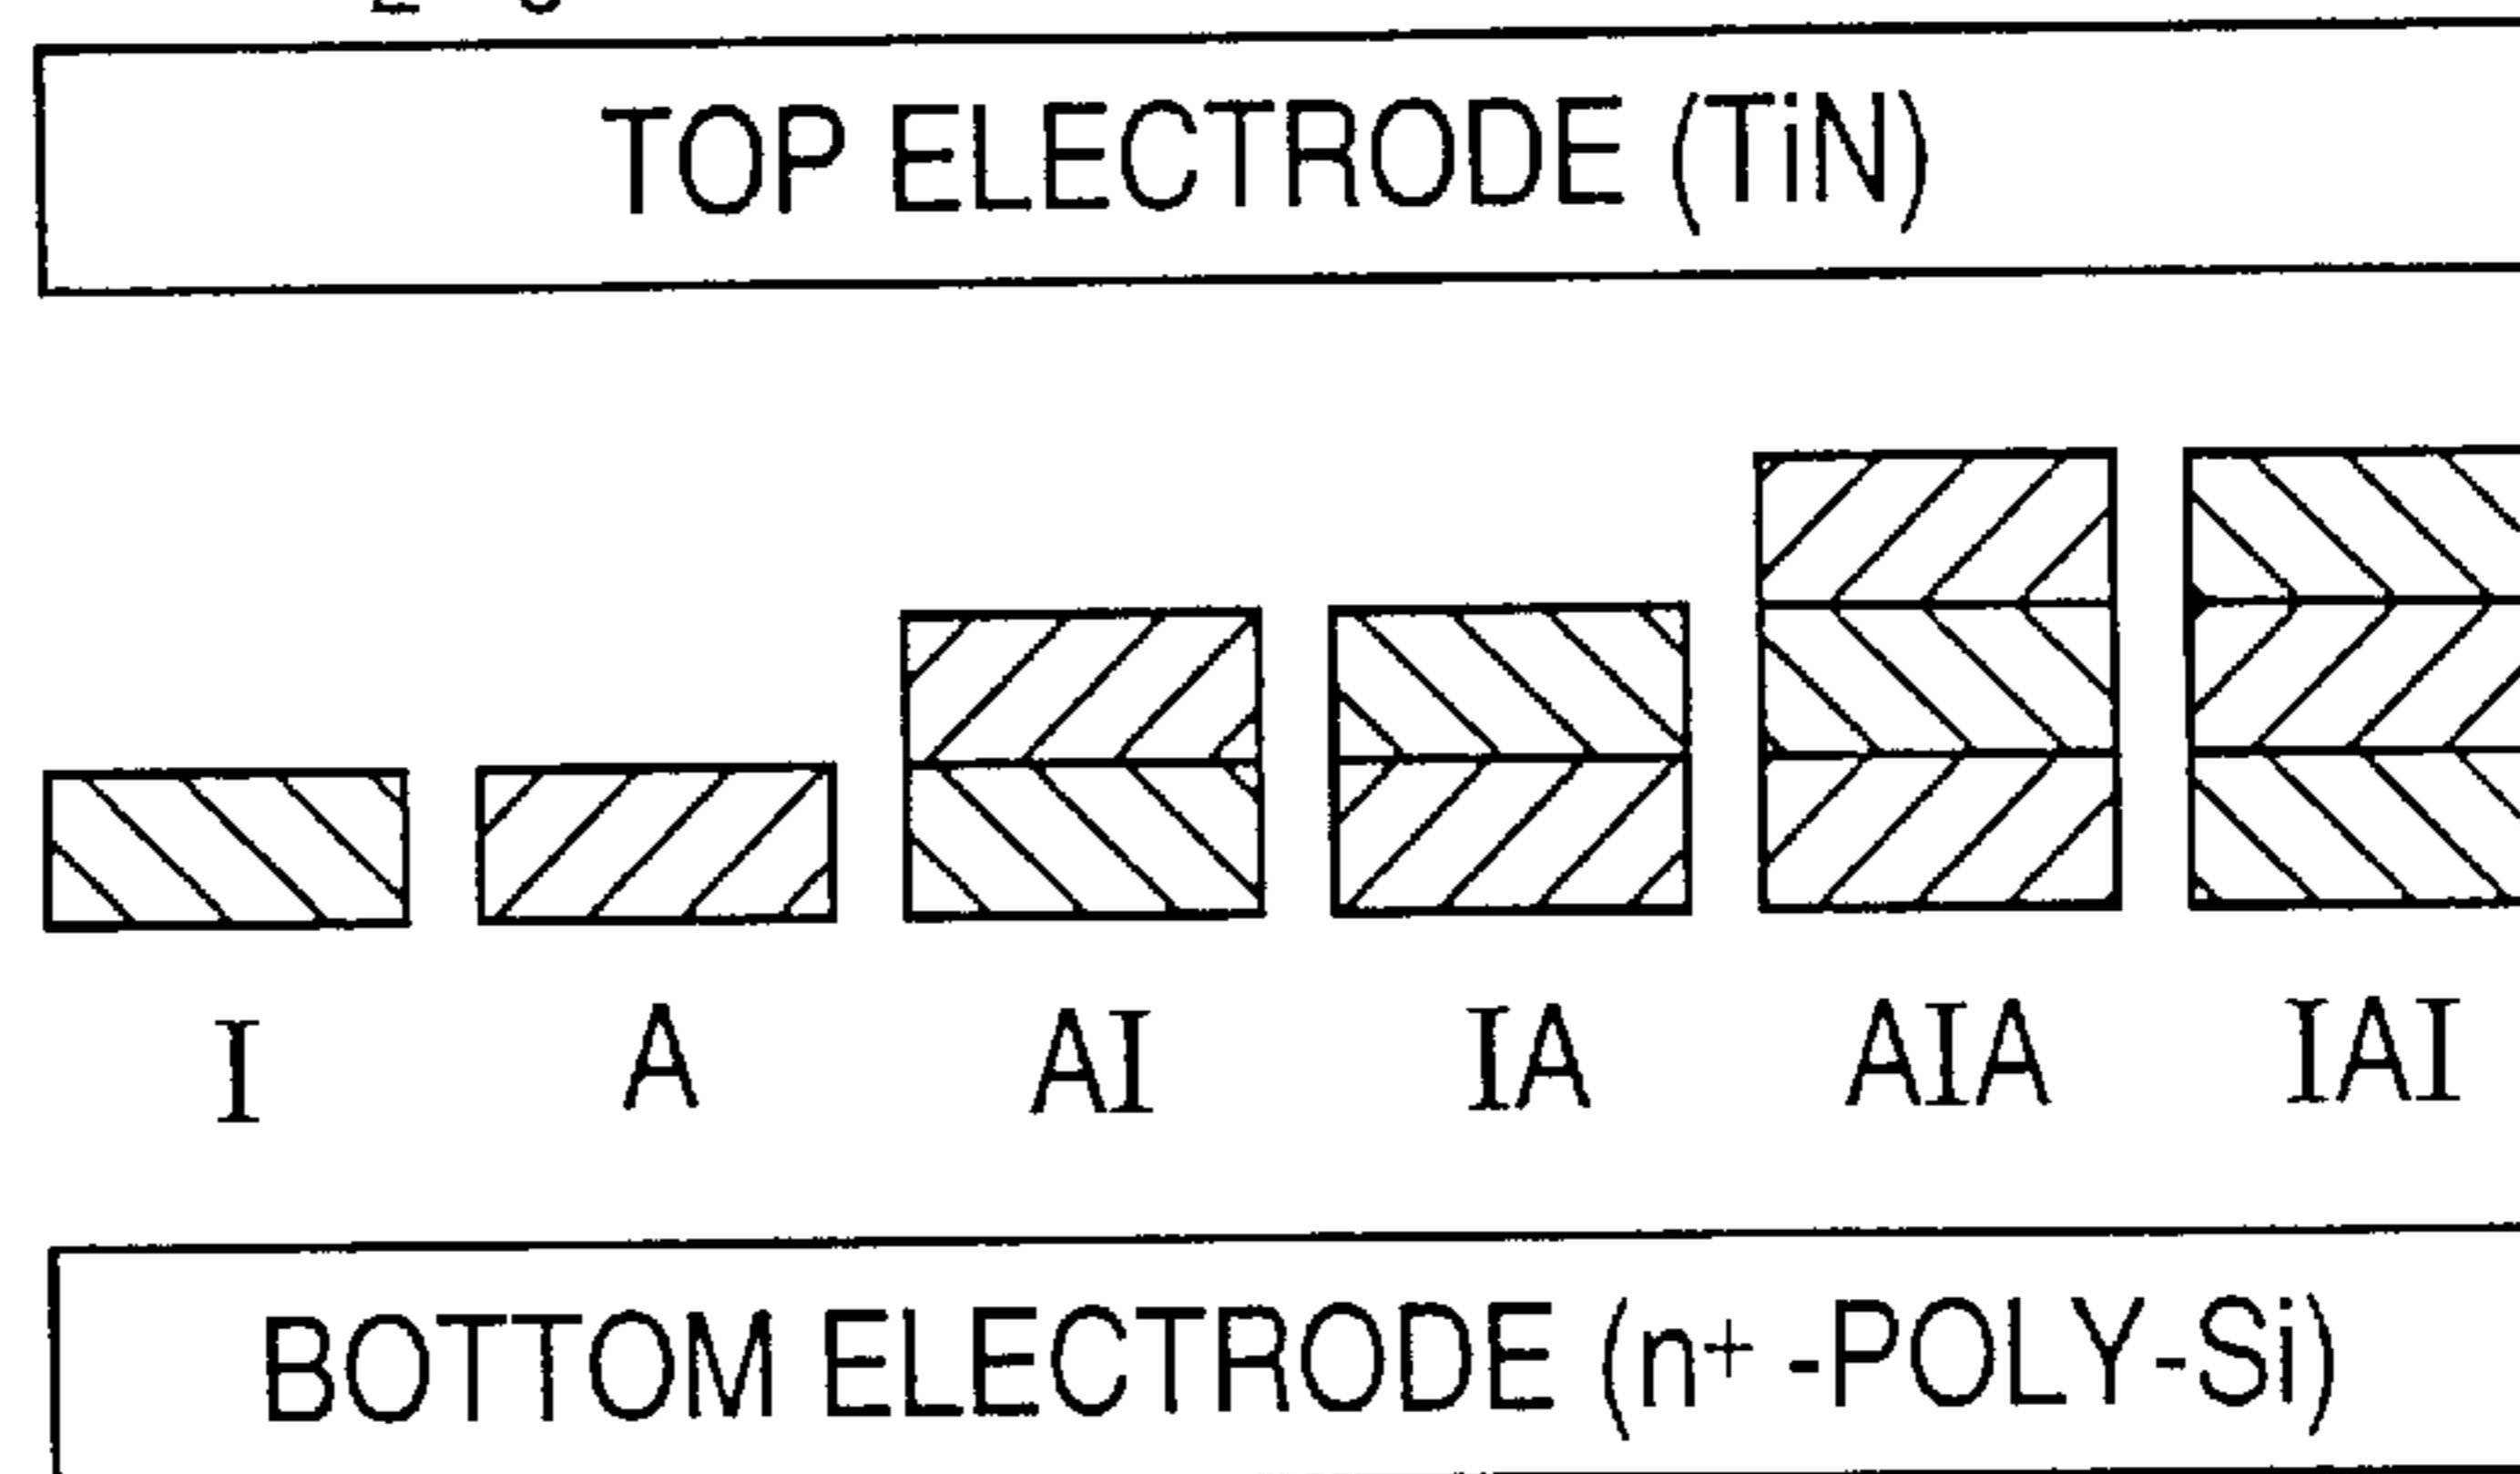 TOP ELECTRODE (TiN)
I A AI IA AIA IAI
BOTTOM ELECTRODE (n+ -POLY-Si)